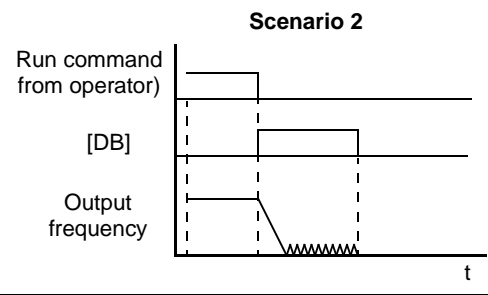 Scenario 2
Run command
from operator)
[DB]
Output
frequency
t